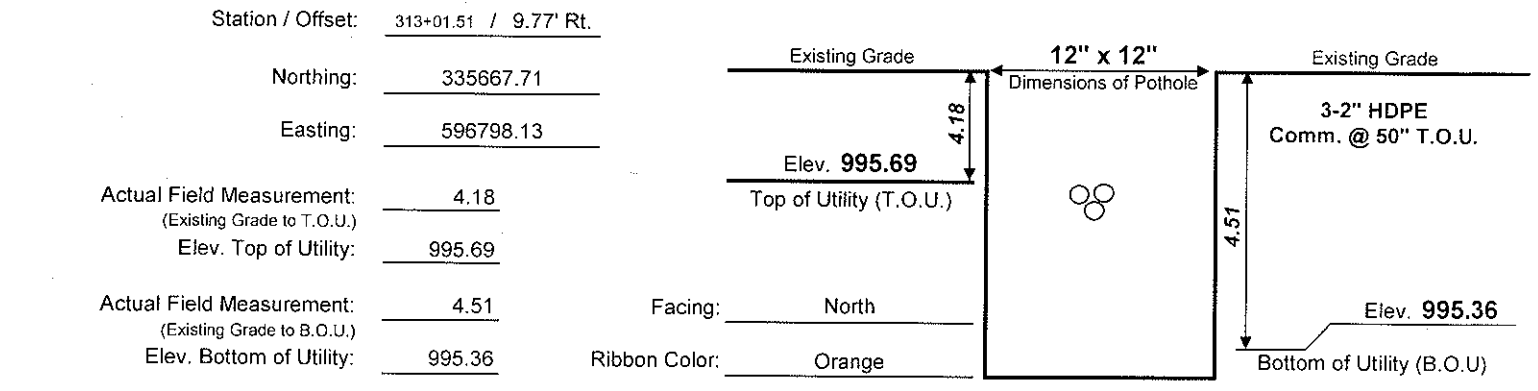 Station / Offset: 313+01.51 / 9.77' Rt.
Northing: 335667.71
Easting: 596798.13
Actual Field Measurement: 4.18
(Existing Grade to T.O.U.)
Elev. Top of Utility: 995.69
Actual Field Measurement: 4.51
(Existing Grade to B.O.U.)
Elev. Bottom of Utility: 995.36
Existing Grade
12" x 12"
Dimensions of Pothole
Existing Grade
4.18
3-2" HDPE
Comm. @ 50" T.O.U.
Elev. 995.69
Top of Utility (T.O.U.)
4.51
Facing: North
Elev. 995.36
Ribbon Color: Orange
Bottom of Utility (B.O.U)